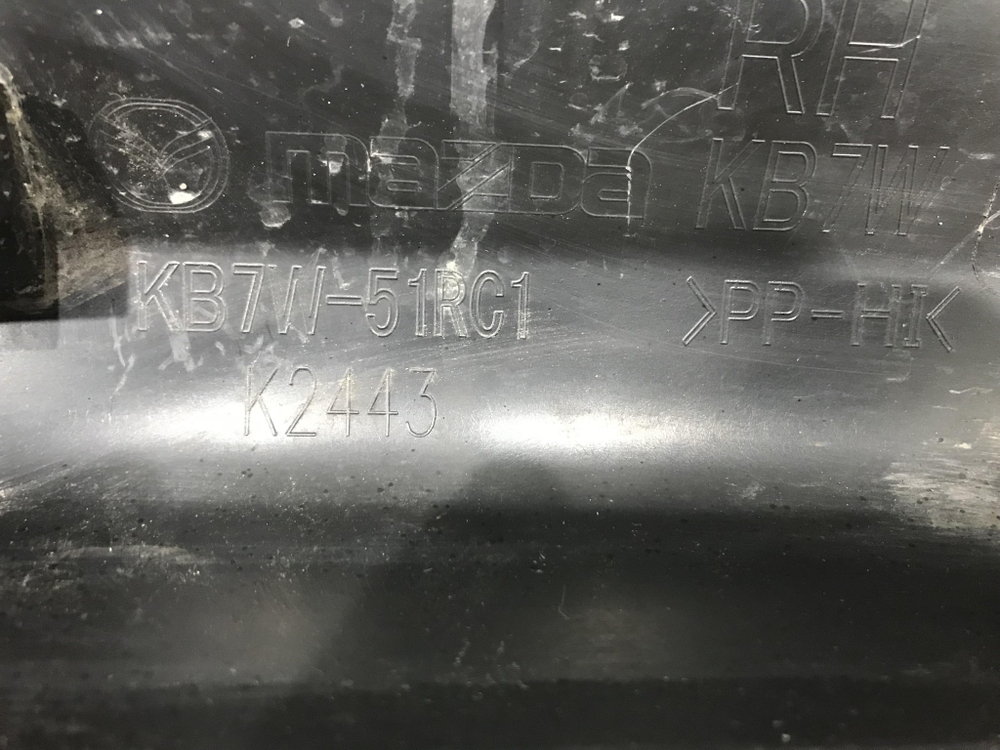 RH
mazda KB7W
KB7W-51RC1 >PP-HI<
K2443